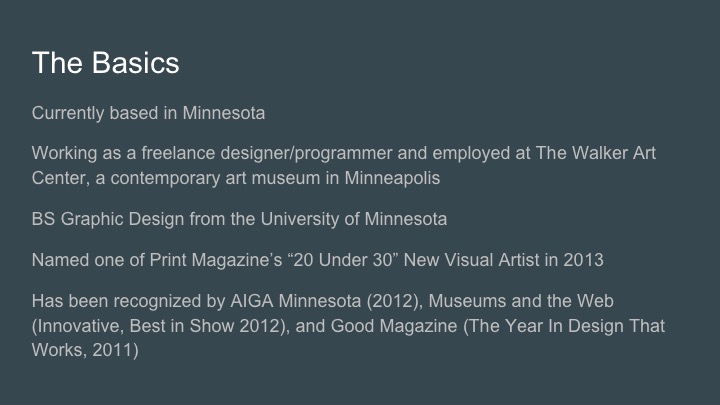 The Basics
Currently based in Minnesota
Working as a freelance designer/programmer and employed at The Walker Art
Center, a contemporary art museum in Minneapolis
BS Graphic Design from the University of Minnesota
Named one of Print Magazine’s “20 Under 30” New Visual Artist in 2013
Has been recognized by AIGA Minnesota (2012), Museums and the Web
(Innovative, Best in Show 2012), and Good Magazine (The Year In Design That
Works, 2011)